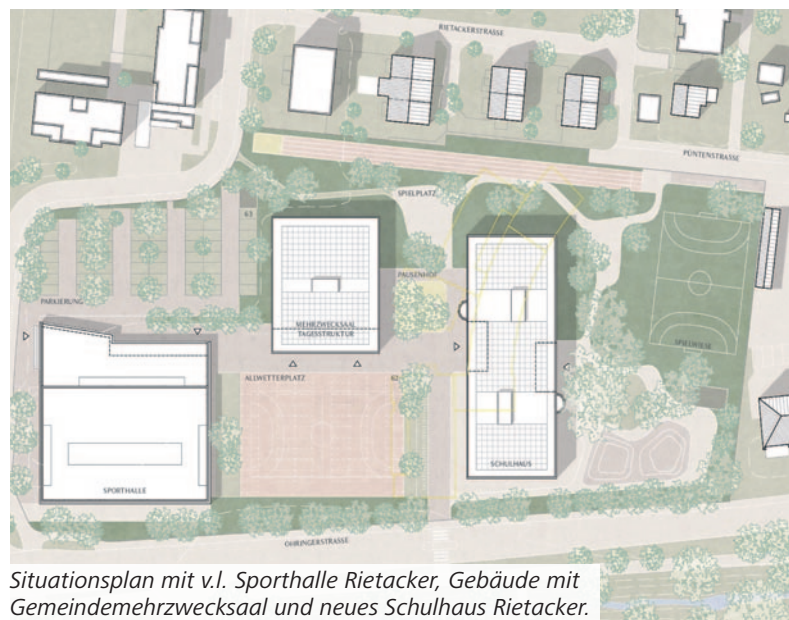 RIETACKERSTRASSE
PÜNTENSTRASSE
SPIELPLATZ
63
PAUSENHOF
PARKIERUNG
MEHRZWECKSAAL
TAGESSTRUKTUR
SPIELWIESE
ALLWETTERPLATZ
SCHULHAUS
SPORTHALLE
OHRINGERSTRASSE
Situationsplan mit v.l. Sporthalle Rietacker, Gebäude mit
Gemeindemehrzwecksaal und neues Schulhaus Rietacker.